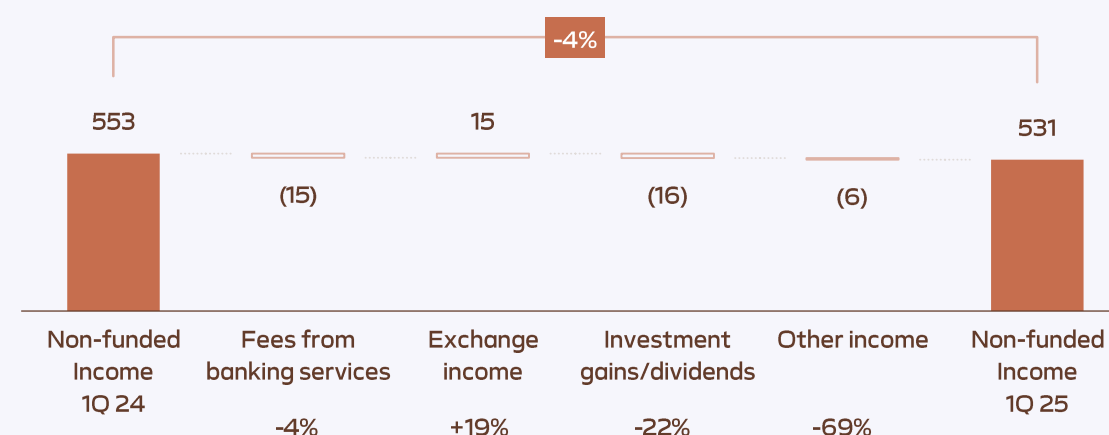 -4%
553
15
531
(15)
(16)
(6)
Non-funded
Income
1Q 24
Fees from
banking services
-4%
Exchange
income
+19%
Investment
gains/dividends
-22%
Other income
-69%
Non-funded
Income
1Q 25